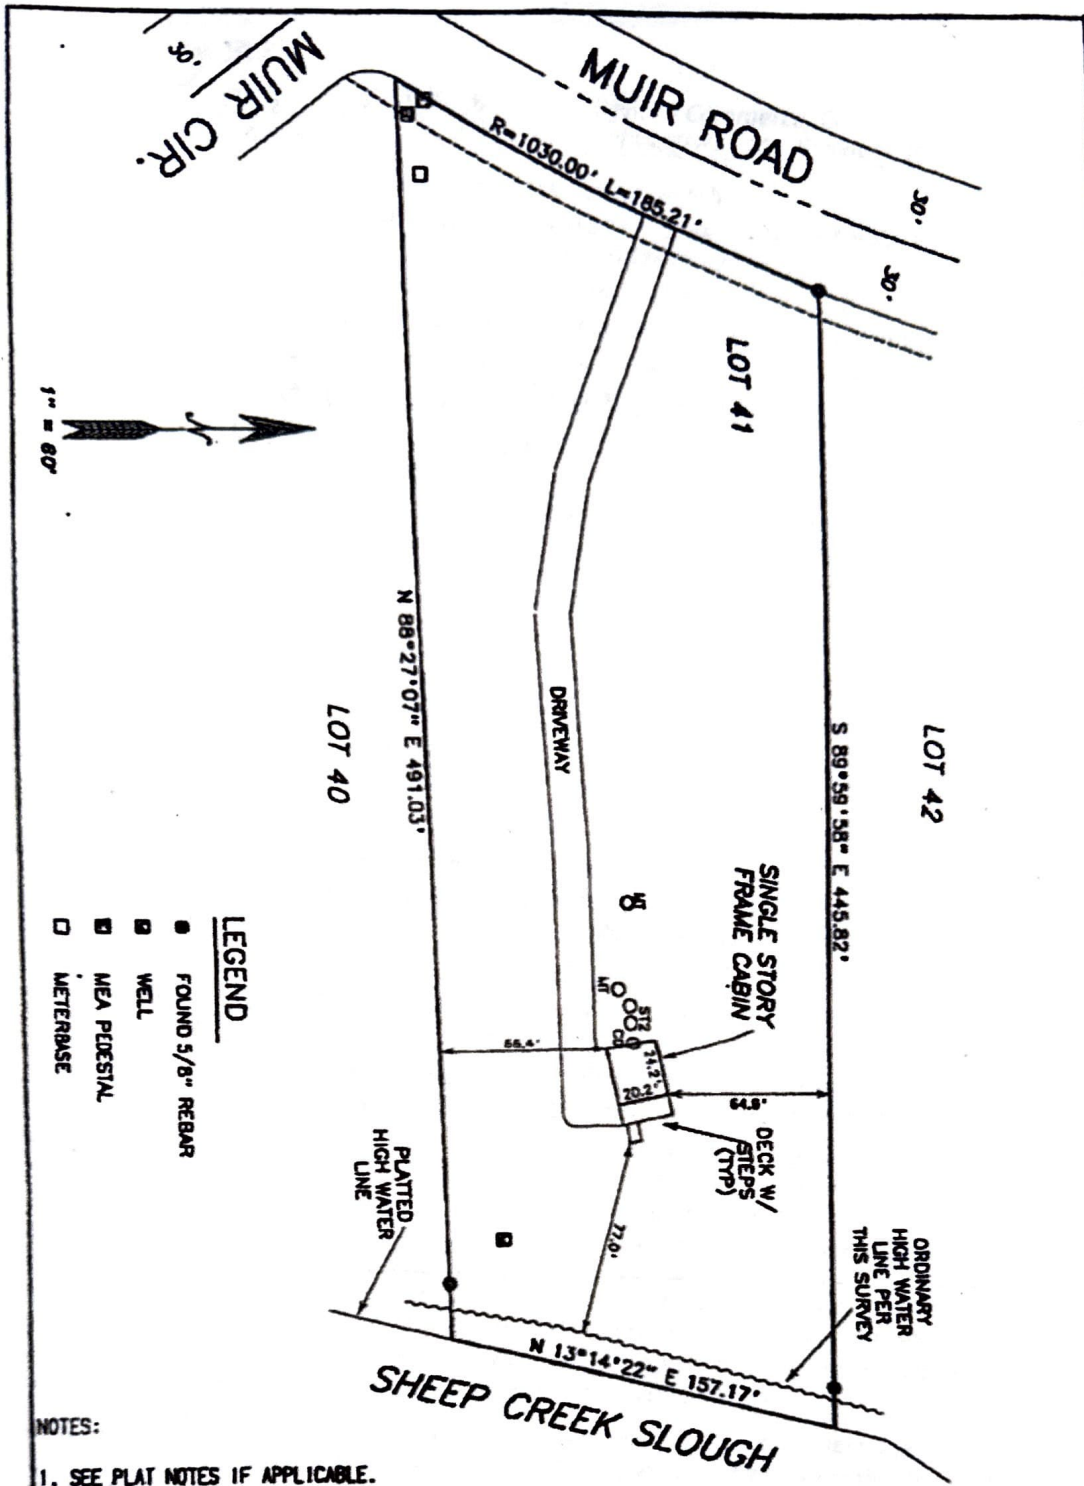 MUIR ROAD
MUIR CIR.
30'
30'
30'
R=1030.00' L=185.21'
LOT 41
1" = 80'
N 88°27'07" E 491.03'
LOT 40
DRIVEWAY
S 89°59'58" E 445.82'
LOT 42
SINGLE STORY
FRAME CABIN
MT
MT
ST2
CO
24.2'
20.2'
64.8'
DECK W/
STEPS
(TYP)
77.0'
PLATTED
HIGH WATER
LINE
ORDINARY
HIGH WATER
LINE PER
THIS SURVEY
N 13°14'22" E 157.17'
SHEEP CREEK SLOUGH
LEGEND
FOUND 5/8" REBAR
WELL
MEA PEDESTAL
METERBASE
NOTES:
1. SEE PLAT NOTES IF APPLICABLE.